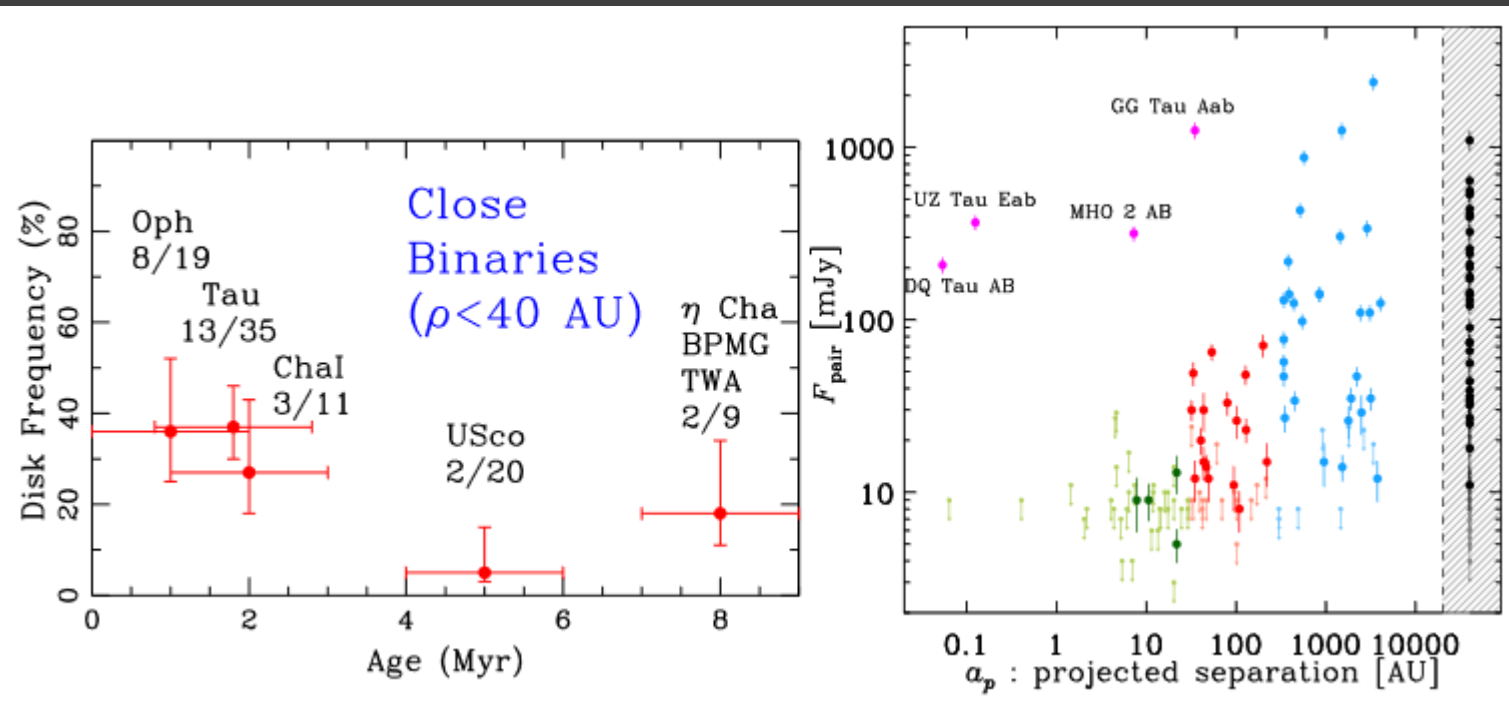 Disk Frequency (%)
80
60
40
20
0
Oph
8/19
Tau
13/35
ChaI
3/11
Close
Binaries
(ρ<40 AU)
USco
2/20
η Cha
BPMG
TWA
2/9
0 2 4 6 8
Age (Myr)
F_pair [mJy]
1000
100
10
GG Tau Aab
UZ Tau Eab
MHO 2 AB
DQ Tau AB
0.1 1 10 100 1000 10000
a_p : projected separation [AU]